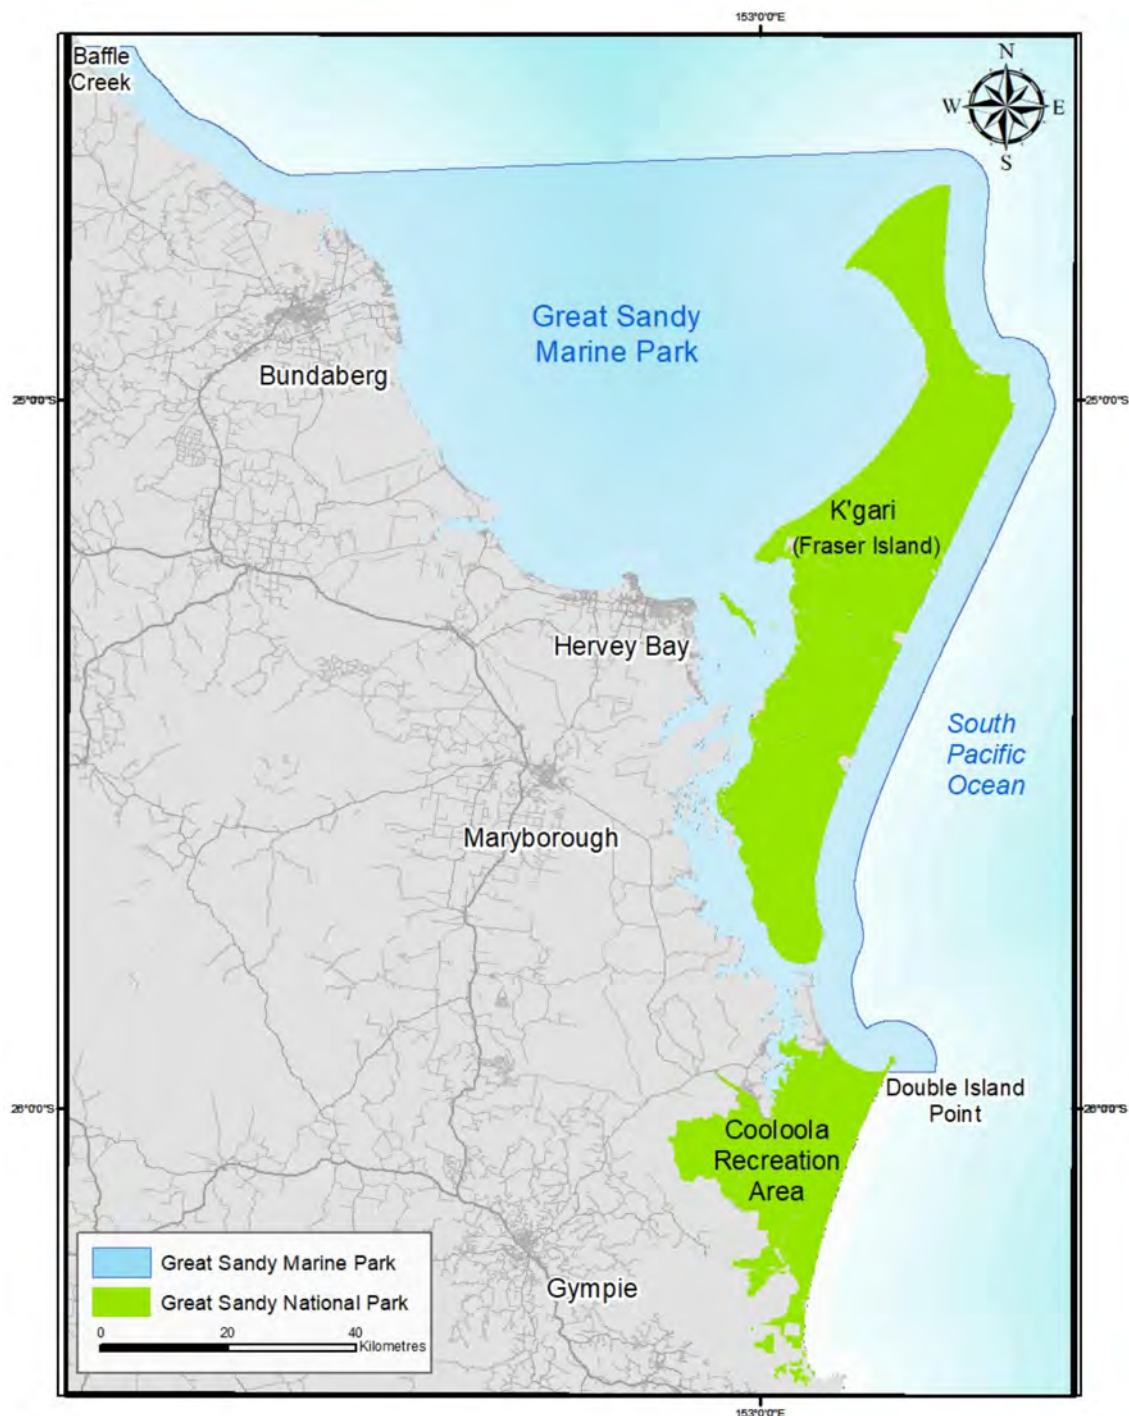 153°0'0"E
Baffle
Creek
N
W E
S
Great Sandy
Marine Park
Bundaberg
25°0'0"S
25°0'0"S
K'gari
(Fraser Island)
Hervey Bay
South
Pacific
Ocean
Maryborough
Double Island
Point
26°0'0"S
26°0'0"S
Cooloola
Recreation
Area
Great Sandy Marine Park
Great Sandy National Park
0 20 40
Kilometres
Gympie
153°0'0"E